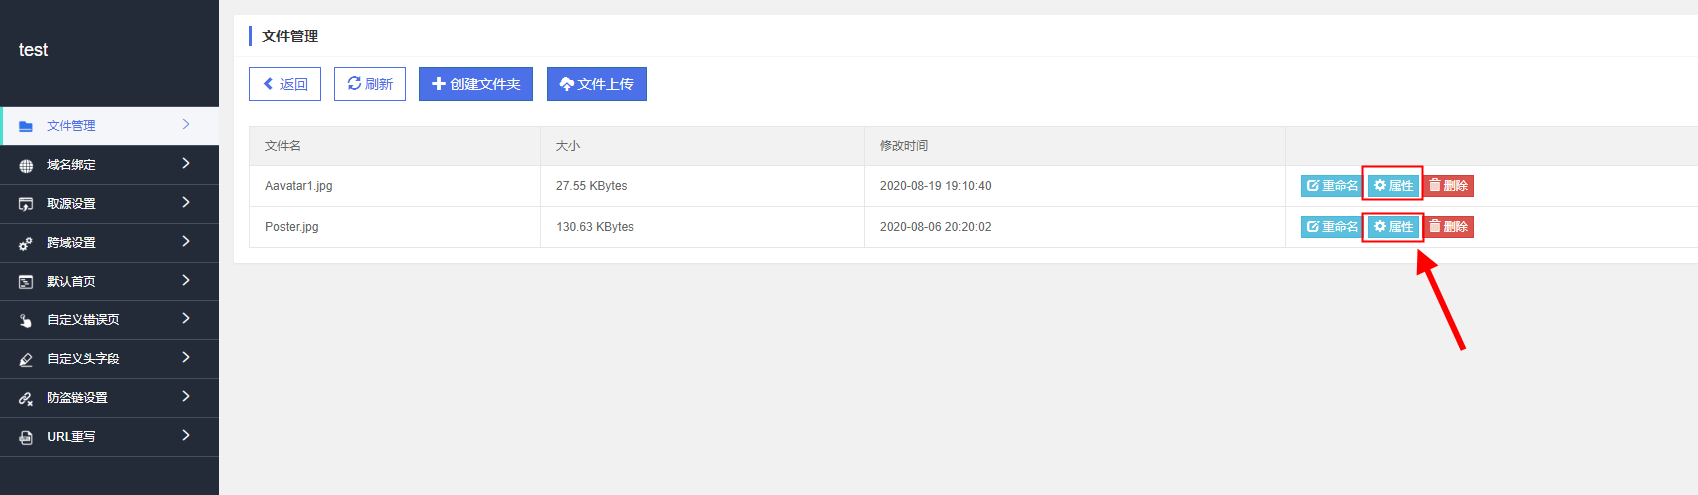 test
文件管理
域名绑定
取源设置
跨域设置
默认首页
自定义错误页
自定义头字段
防盗链设置
URL重写
文件管理
返回 刷新 创建文件夹 文件上传
文件名 大小 修改时间
Aavatar1.jpg 27.55 KBytes 2020-08-19 19:10:40 重命名 属性 删除
Poster.jpg 130.63 KBytes 2020-08-06 20:20:02 重命名 属性 删除